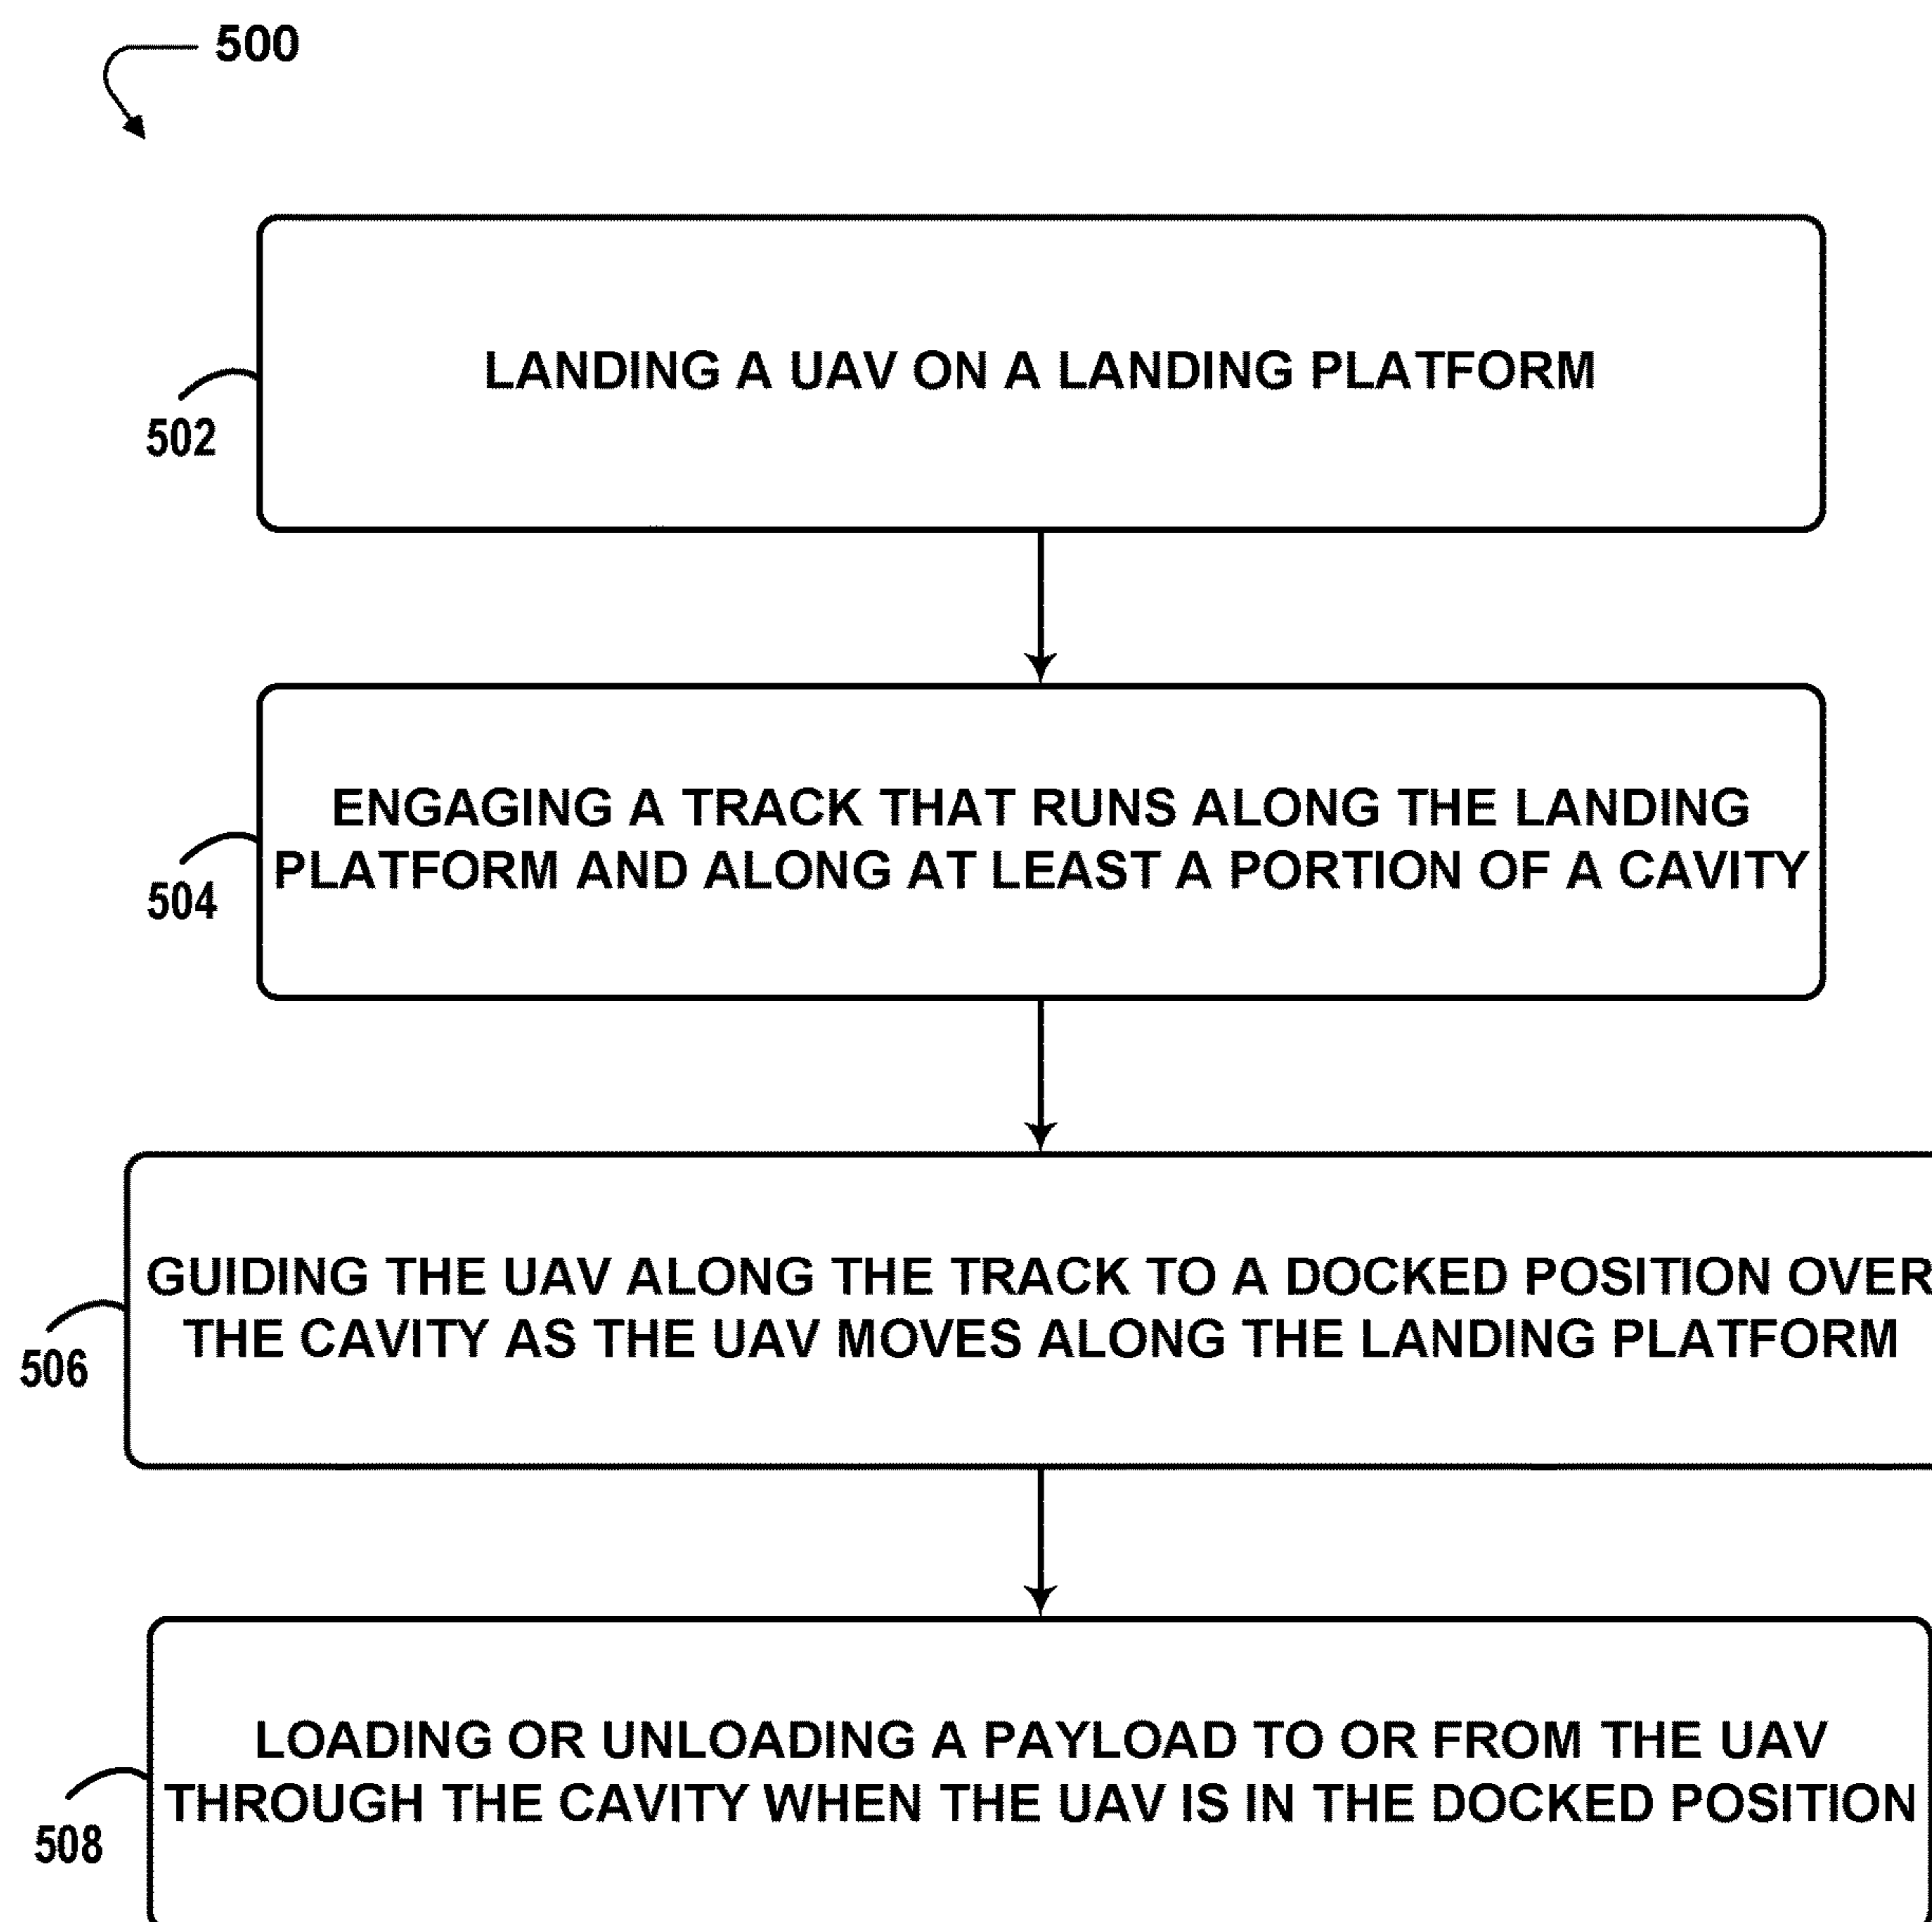 500
LANDING A UAV ON A LANDING PLATFORM
502
ENGAGING A TRACK THAT RUNS ALONG THE LANDING
PLATFORM AND ALONG AT LEAST A PORTION OF A CAVITY
504
GUIDING THE UAV ALONG THE TRACK TO A DOCKED POSITION OVER
THE CAVITY AS THE UAV MOVES ALONG THE LANDING PLATFORM
506
LOADING OR UNLOADING A PAYLOAD TO OR FROM THE UAV
THROUGH THE CAVITY WHEN THE UAV IS IN THE DOCKED POSITION
508